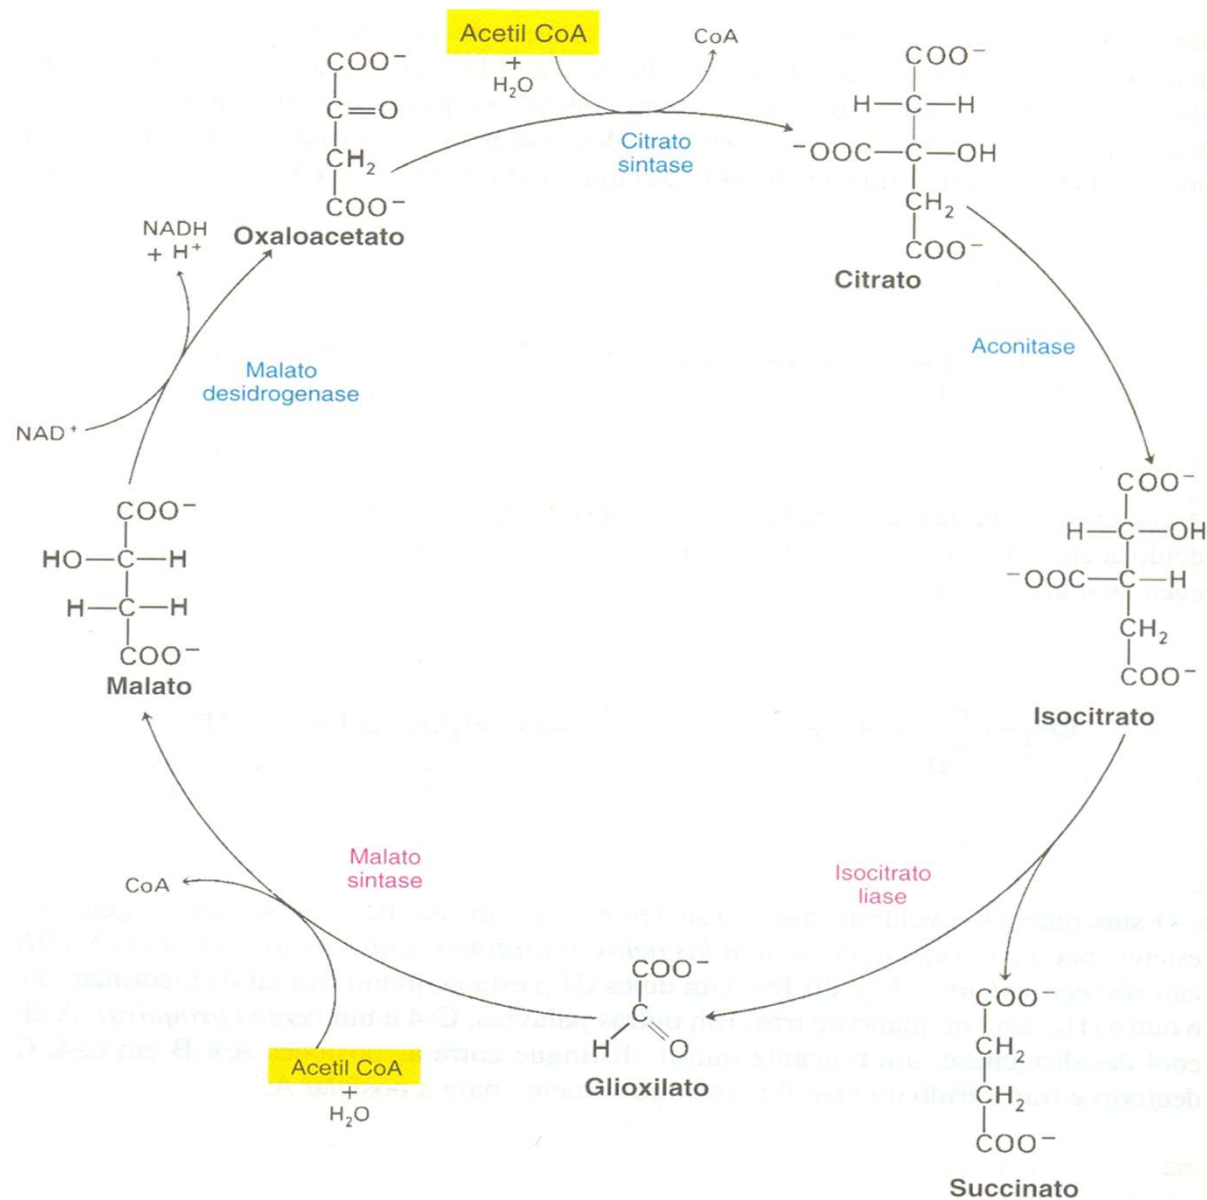 Acetil CoA
+
H₂O
CoA
COO⁻
C=O
CH₂
COO⁻
Oxaloacetato
Citrato
sintase
COO⁻
H—C—H
⁻OOC—C—OH
CH₂
COO⁻
Citrato
Aconitase
COO⁻
H—C—OH
⁻OOC—C—H
CH₂
COO⁻
Isocitrato
Isocitrato
liase
COO⁻
CH₂
CH₂
COO⁻
Succinato
COO⁻
C
H
O
Glioxilato
Acetil CoA
+
H₂O
CoA
Malato
sintase
COO⁻
HO—C—H
H—C—H
COO⁻
Malato
NAD⁺
NADH
+ H⁺
Malato
desidrogenase